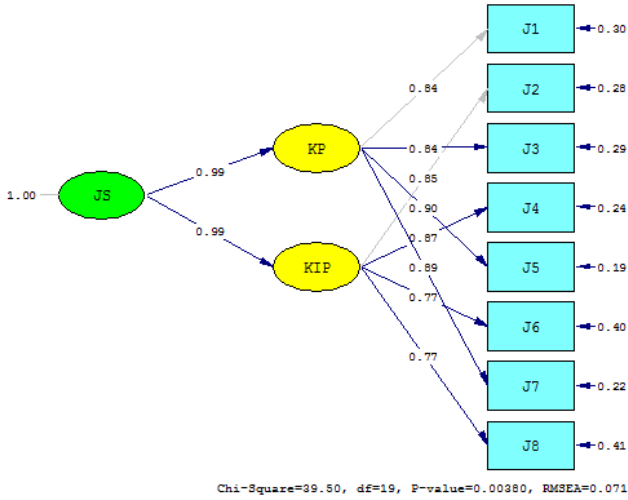 J1
0.30
0.84
J2
0.28
KP
0.84
J3
0.29
0.99
0.85
1.00
JS
0.90
J4
0.24
0.99
0.87
KIP
0.89
J5
0.19
0.77
J6
0.40
0.77
J7
0.22
J8
0.41
Chi-Square=39.50, df=19, P-value=0.00380, RMSEA=0.071